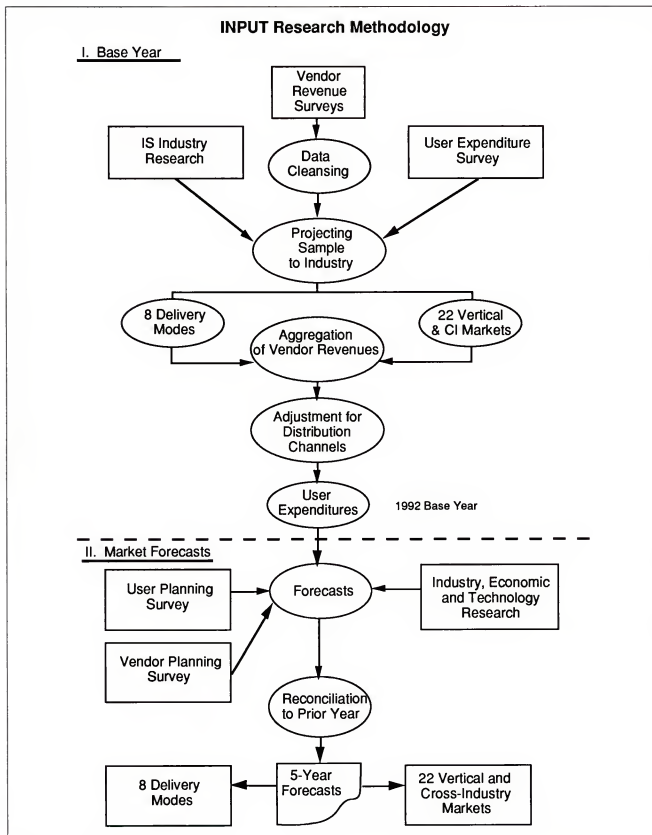 INPUT Research Methodology
I. Base Year
Vendor
Revenue
Surveys
IS Industry
Research
Data
Cleansing
User Expenditure
Survey
Projecting
Sample
to Industry
8 Delivery
Modes
Aggregation
of Vendor Revenues
22 Vertical
& CI Markets
Adjustment for
Distribution
Channels
User
Expenditures
1992 Base Year
II. Market Forecasts
User Planning
Survey
Forecasts
Industry, Economic
and Technology
Research
Vendor Planning
Survey
Reconciliation
to Prior Year
8 Delivery
Modes
5-Year
Forecasts
22 Vertical and
Cross-Industry
Markets